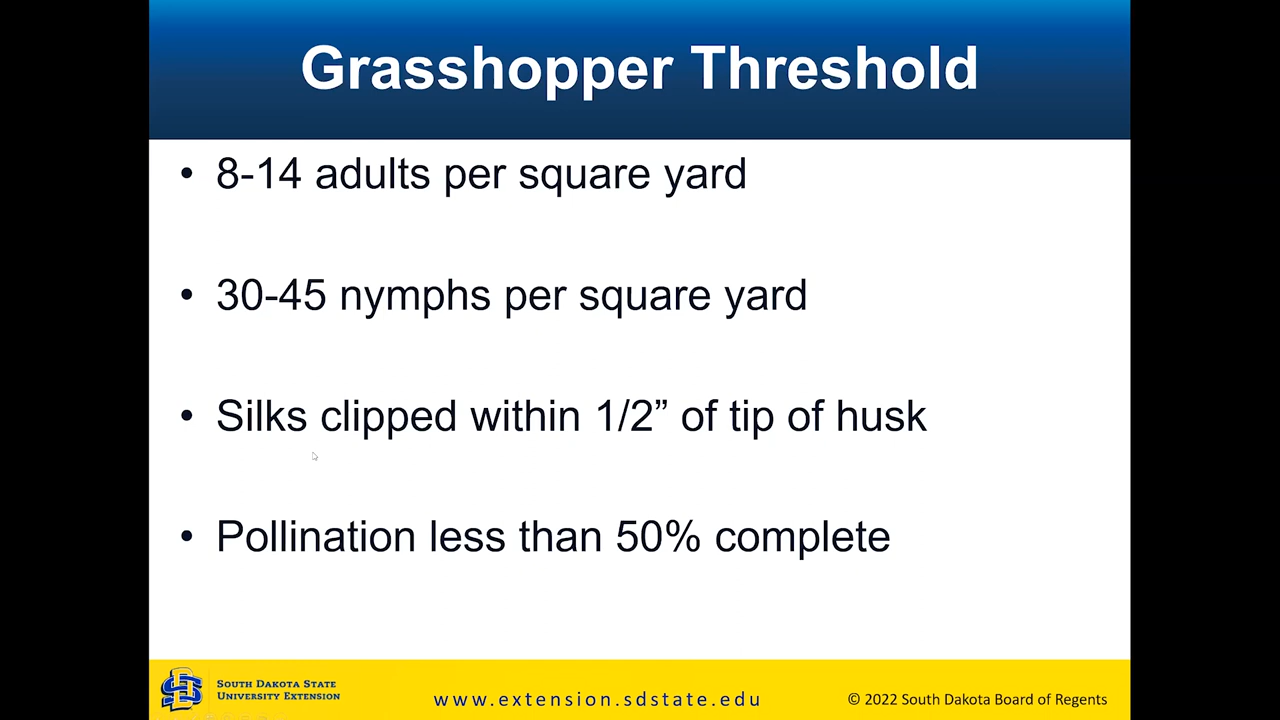 Grasshopper Threshold
• 8-14 adults per square yard
• 30-45 nymphs per square yard
• Silks clipped within 1/2” of tip of husk
• Pollination less than 50% complete
SOUTH DAKOTA STATE
UNIVERSITY EXTENSION
www.extension.sdstate.edu
© 2022 South Dakota Board of Regents